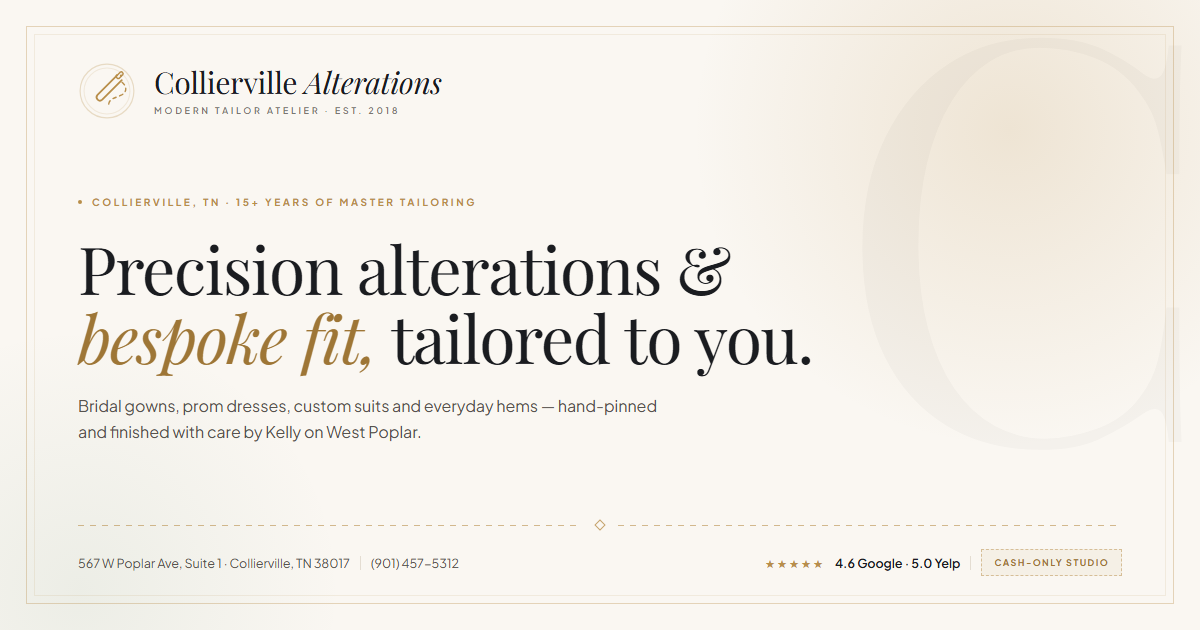 Collierville Alterations
MODERN TAILOR ATELIER · EST. 2018
• COLLIERVILLE, TN · 15+ YEARS OF MASTER TAILORING
Precision alterations &
bespoke fit, tailored to you.
Bridal gowns, prom dresses, custom suits and everyday hems — hand-pinned
and finished with care by Kelly on West Poplar.
567 W Poplar Ave, Suite 1 · Collierville, TN 38017 | (901) 457-5312
★★★★★ 4.6 Google · 5.0 Yelp | CASH-ONLY STUDIO
C